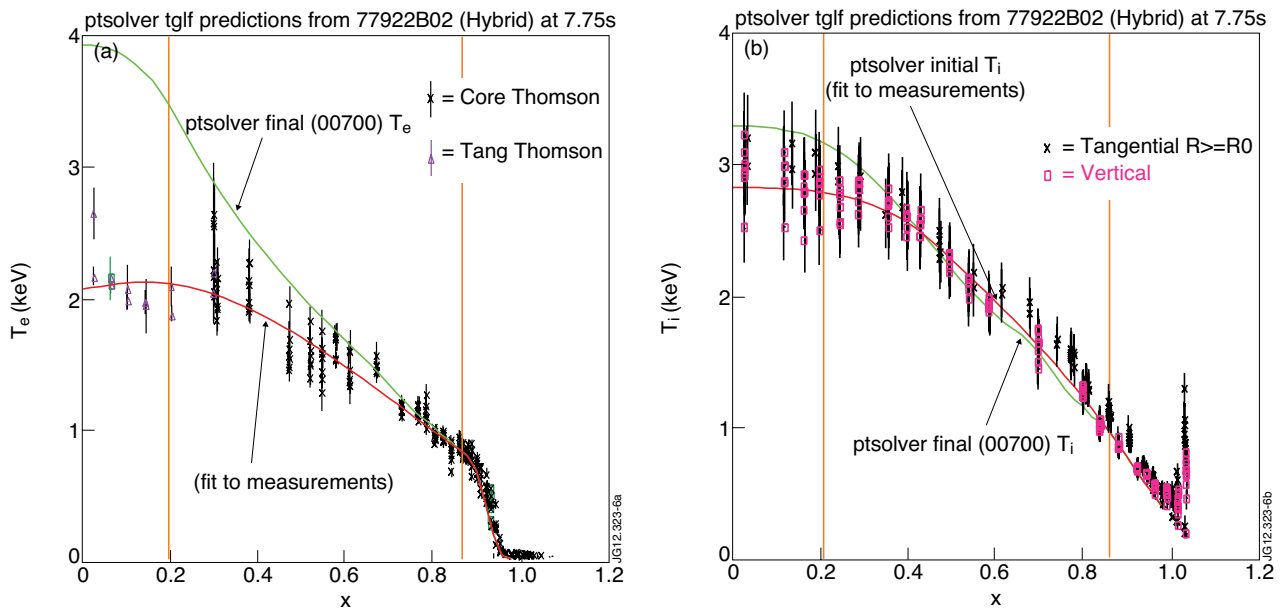 ptsolver tglf predictions from 77922B02 (Hybrid) at 7.75s
(a)
= Core Thomson
ptsolver final (00700) Te
= Tang Thomson
(fit to measurements)
Te (keV)
4
3
2
1
0
0 0.2 0.4 0.6 0.8 1.0 1.2
x
JG12.323-6a
ptsolver tglf predictions from 77922B02 (Hybrid) at 7.75s
(b)
ptsolver initial Ti
(fit to measurements)
= Tangential R>=R0
= Vertical
ptsolver final (00700) Ti
Ti (keV)
4
3
2
1
0
0 0.2 0.4 0.6 0.8 1.0 1.2
x
JG12.323-6b